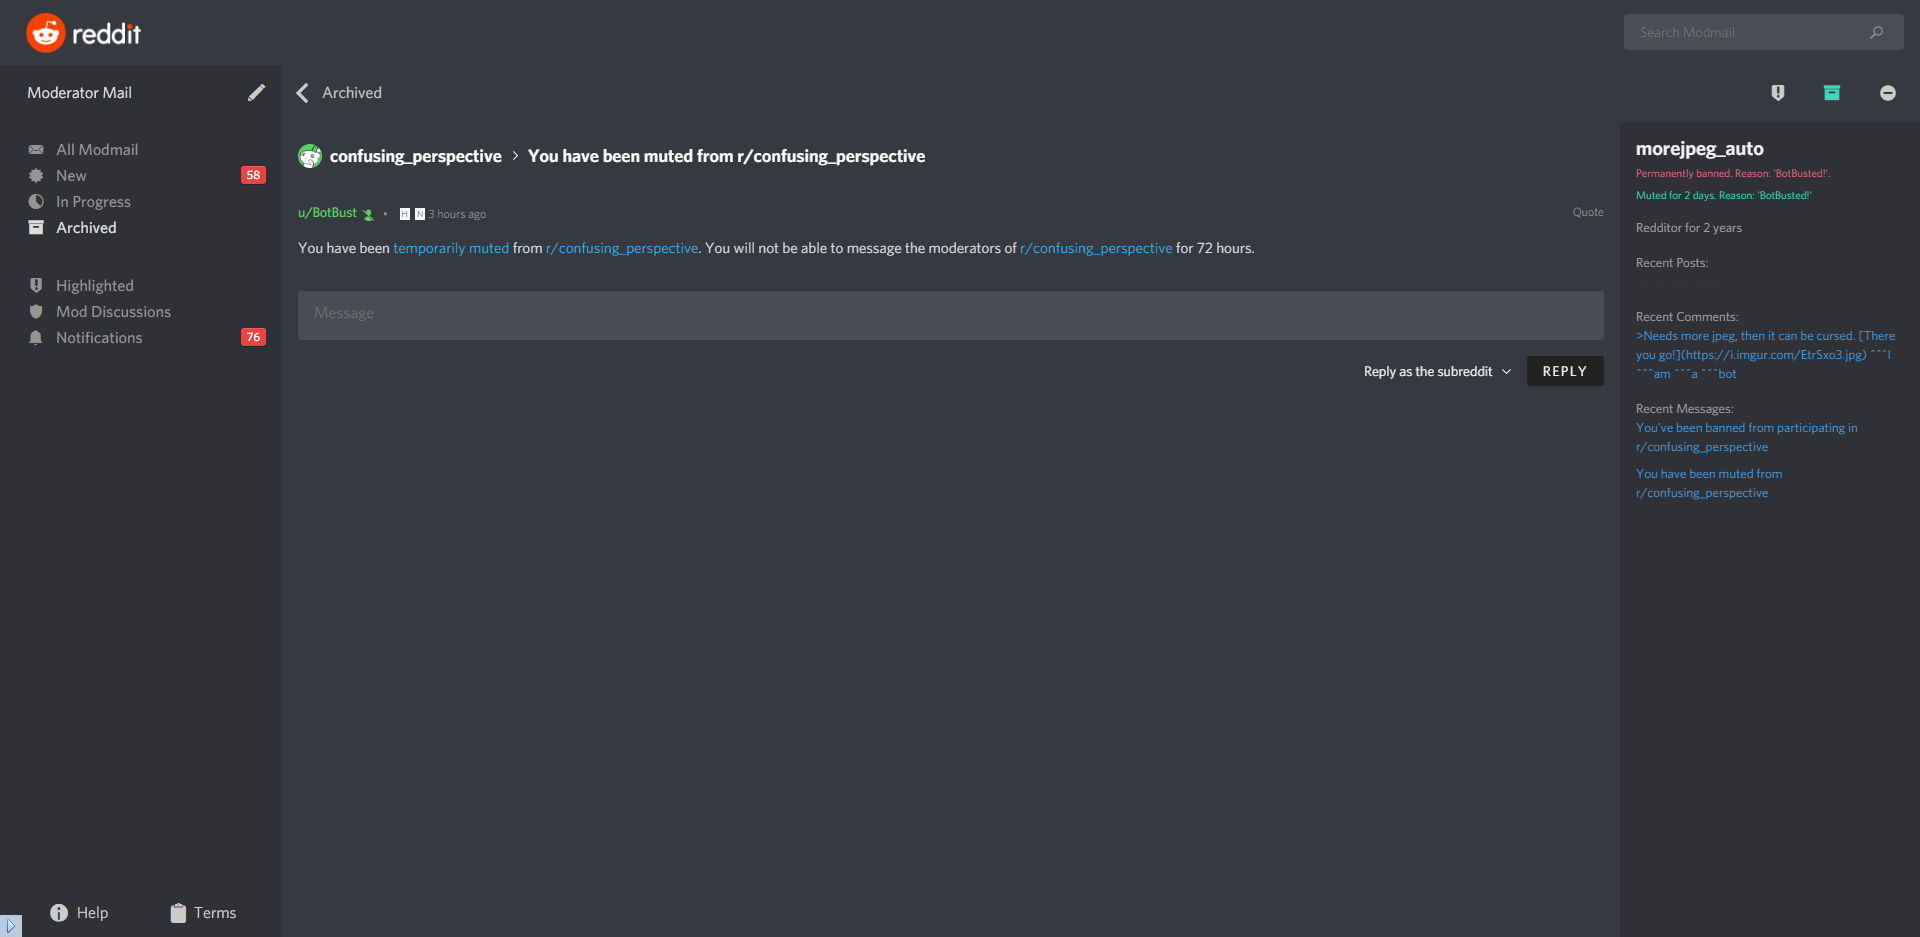 reddit
Search Modmail
Moderator Mail
Archived
All Modmail
New 58
In Progress
Archived
Highlighted
Mod Discussions
Notifications 76
confusing_perspective > You have been muted from r/confusing_perspective
u/BotBust • H N 3 hours ago
Quote
You have been temporarily muted from r/confusing_perspective. You will not be able to message the moderators of r/confusing_perspective for 72 hours.
Message
Reply as the subreddit
REPLY
morejpeg_auto
Permanently banned. Reason: 'BotBusted!'.
Muted for 2 days. Reason: 'BotBusted!'
Redditor for 2 years
Recent Posts:
Recent Comments:
>Needs more jpeg, then it can be cursed. [There
you go!](https://i.imgur.com/EtrSxo3.jpg) ^^^I
^^^am ^^^a ^^^bot
Recent Messages:
You've been banned from participating in
r/confusing_perspective
You have been muted from
r/confusing_perspective
Help
Terms